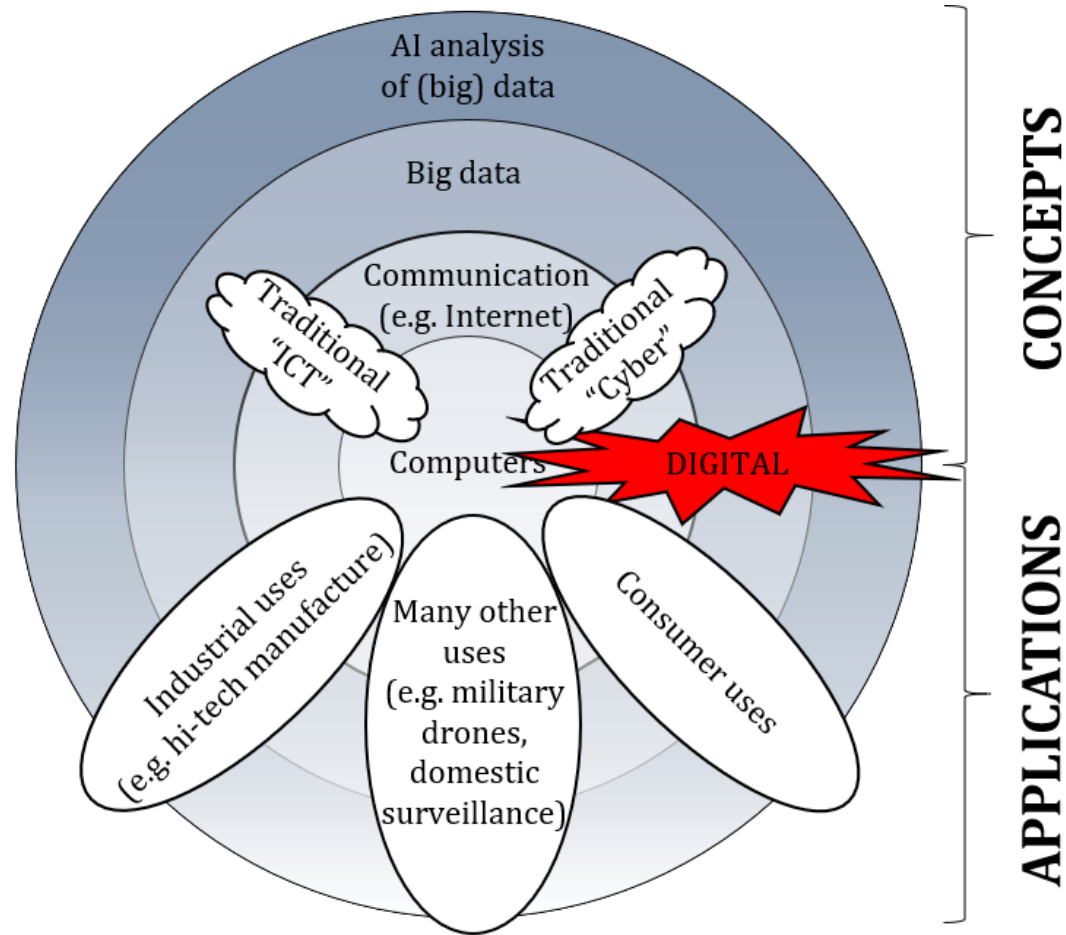 AI analysis
of (big) data
Big data
Communication
(e.g. Internet)
Traditional
“ICT”
Traditional
“Cyber”
Computers
DIGITAL
Industrial uses
(e.g. hi-tech manufacture)
Many other
uses
(e.g. military
drones,
domestic
surveillance)
Consumer uses
CONCEPTS
APPLICATIONS